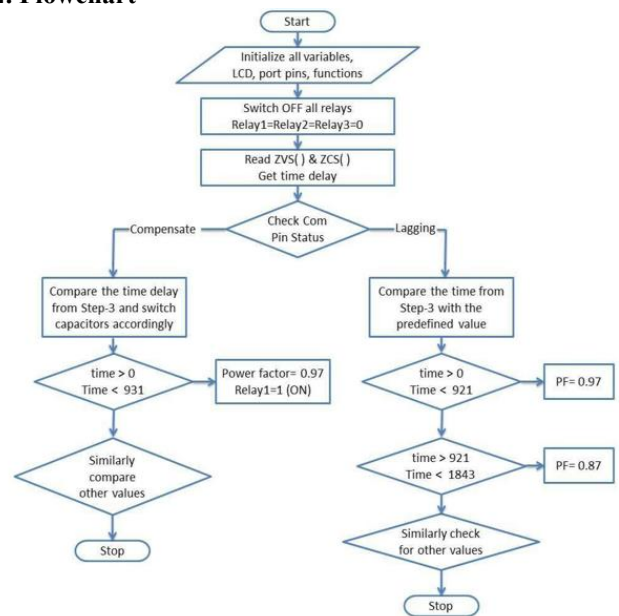 Flowchart
Start
Initialize all variables,
LCD, port pins, functions
Switch OFF all relays
Relay1=Relay2=Relay3=0
Read ZVS( ) & ZCS( )
Get time delay
Check Com
Pin Status
Compensate
Lagging
Compare the time delay
from Step-3 and switch
capacitors accordingly
time > 0
Time < 931
Power factor= 0.97
Relay1=1 (ON)
Similarly
compare
other values
Stop
Compare the time from
Step-3 with the
predefined value
time > 0
Time < 921
PF= 0.97
time > 921
Time < 1843
PF= 0.87
Similarly check
for other values
Stop